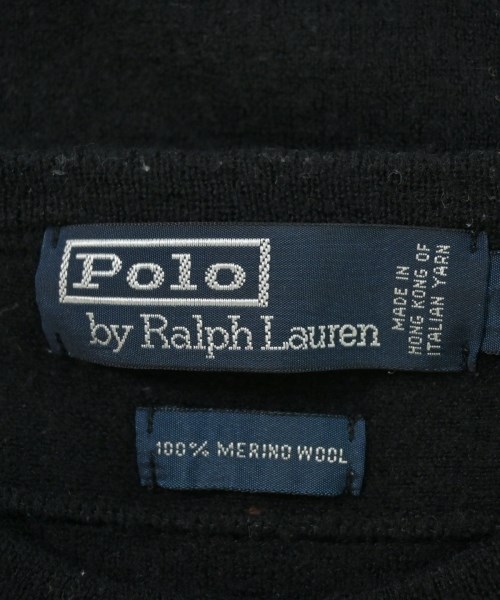 Polo
by Ralph Lauren
MADE IN
HONG KONG OF
ITALIAN YARN
100% MERINO WOOL